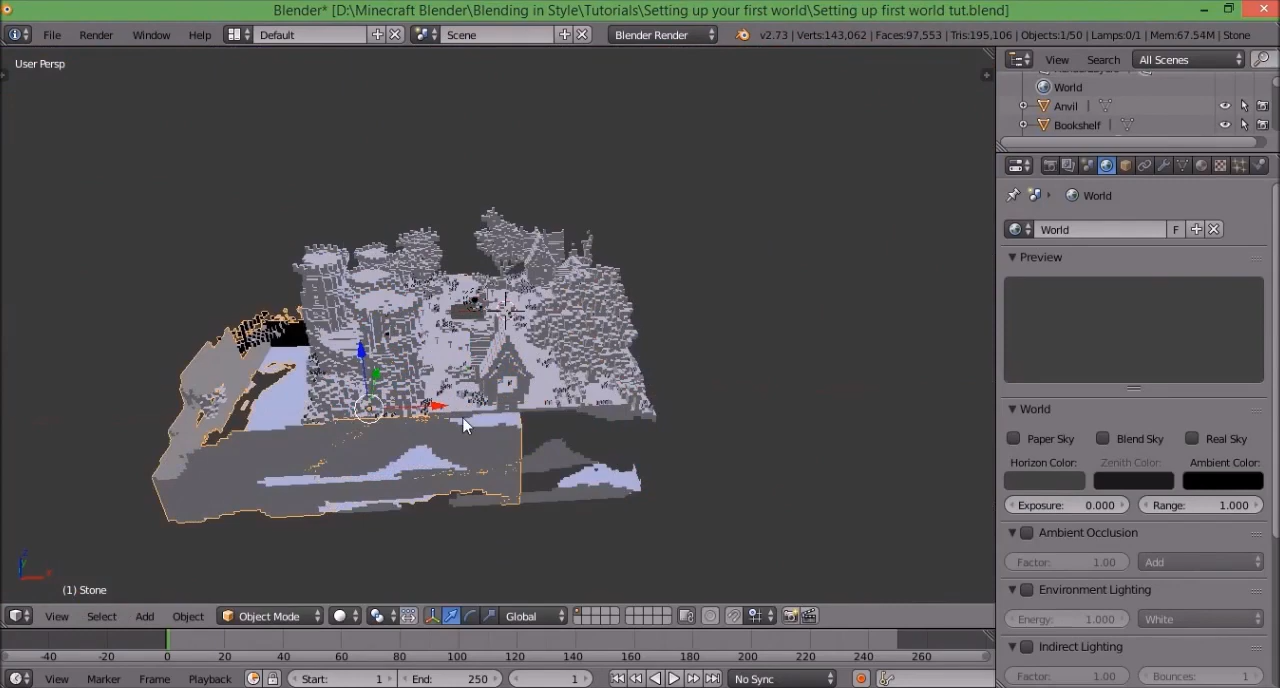 Blender* [D:\Minecraft Blender\Blending in Style\Tutorials\Setting up your first world\Setting up first world tut.blend]
File Render Window Help Default Scene Blender Render v2.73 | Verts:143,062 | Faces:97,553 | Tris:195,106 | Objects:1/50 | Lamps:0/1 | Mem:67.54M | Stone
User Persp
View Search All Scenes
World
Anvil
Bookshelf
World
World F
Preview
World
Paper Sky Blend Sky Real Sky
Horizon Color: Zenith Color: Ambient Color:
Exposure: 0.000 Range: 1.000
Ambient Occlusion
Factor: 1.00 Add
Environment Lighting
Energy: 1.000 White
Indirect Lighting
Factor: 1.00 Bounces: 1
(1) Stone
View Select Add Object Object Mode Global
-40 -20 0 20 40 60 80 100 120 140 160 180 200 220 240 260
View Marker Frame Playback Start: 1 End: 250 1 No Sync